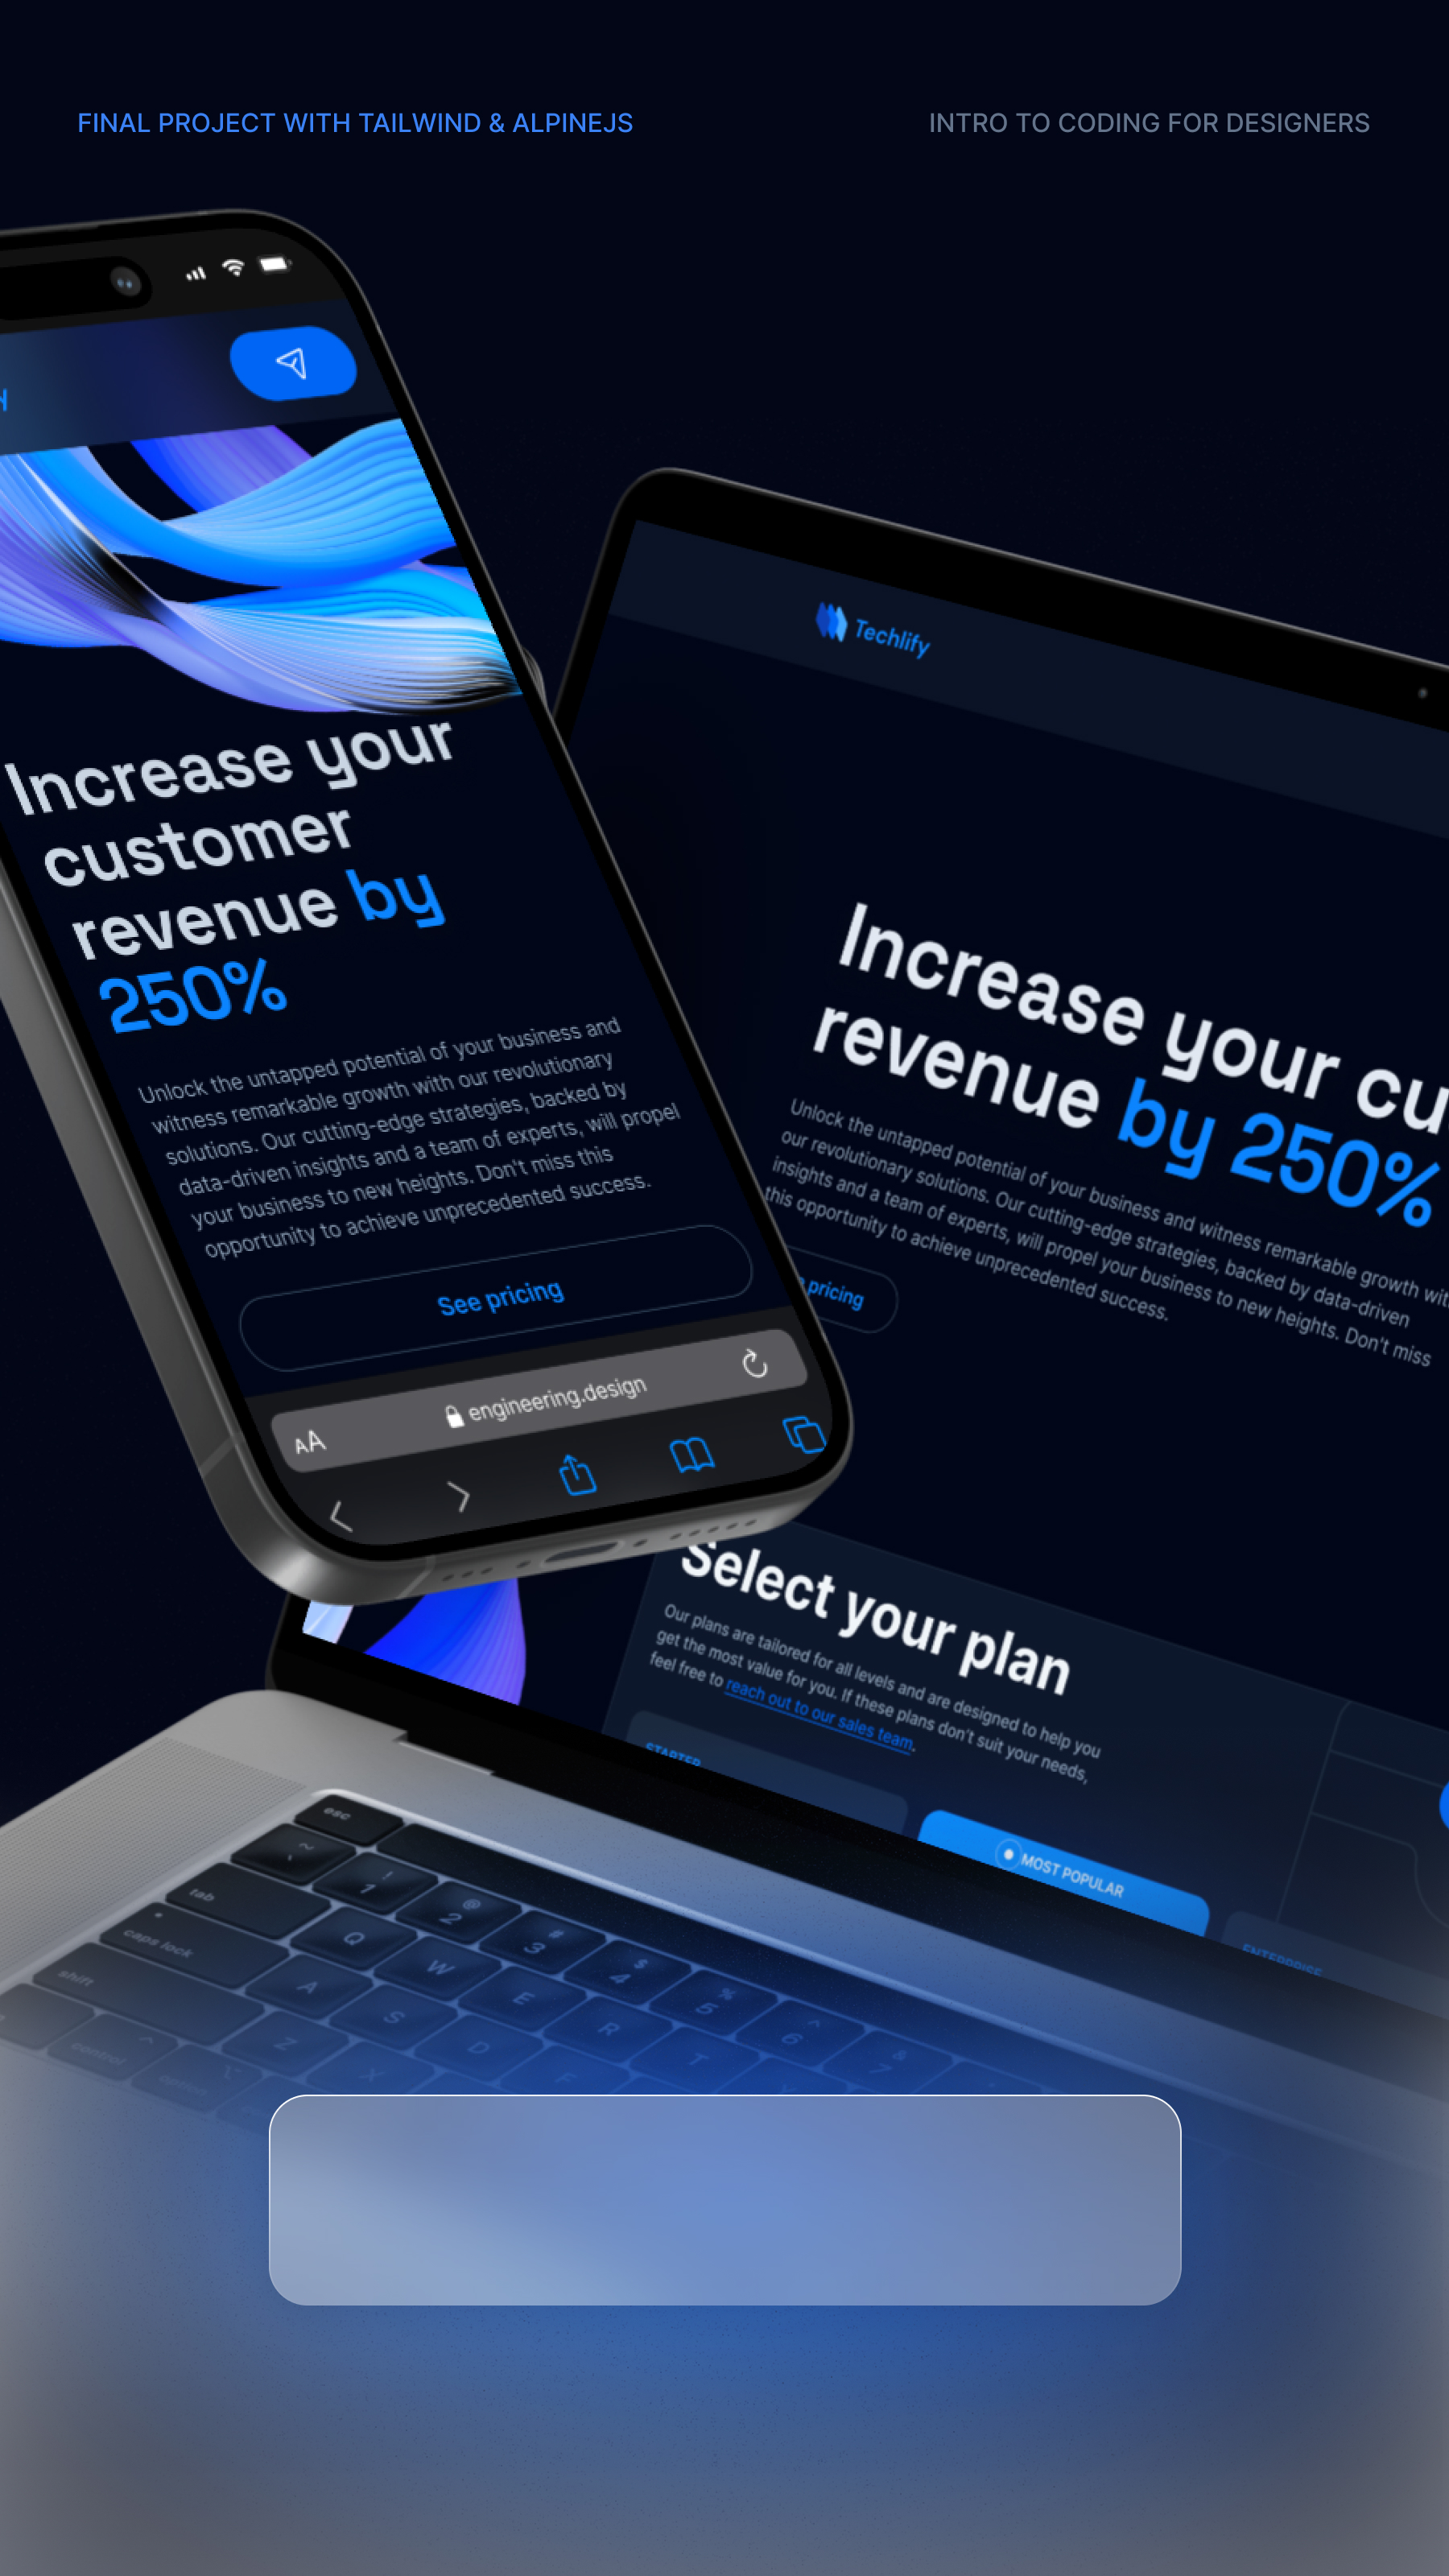 FINAL PROJECT WITH TAILWIND & ALPINEJS
INTRO TO CODING FOR DESIGNERS
Increase your
customer
revenue by
250%
Unlock the untapped potential of your business and
witness remarkable growth with our revolutionary
solutions. Our cutting-edge strategies, backed by
data-driven insights and a team of experts, will propel
your business to new heights. Don't miss this
opportunity to achieve unprecedented success.
See pricing
AA
engineering.design
Techlify
Increase your cu
revenue by 250%
Unlock the untapped potential of your business and witness remarkable growth wit
our revolutionary solutions. Our cutting-edge strategies, backed by data-driven
insights and a team of experts, will propel your business to new heights. Don't miss
this opportunity to achieve unprecedented success.
pricing
Select your plan
Our plans are tailored for all levels and are designed to help you
get the most value for you. If these plans don't suit your needs,
feel free to reach out to our sales team.
STARTER
MOST POPULAR
ENTERPRISE
esc
~ ! @ # $ % ^ &
1 2 3 4 5 6 7
tab Q W E R T Y
caps lock A S D F
shift Z X
control option